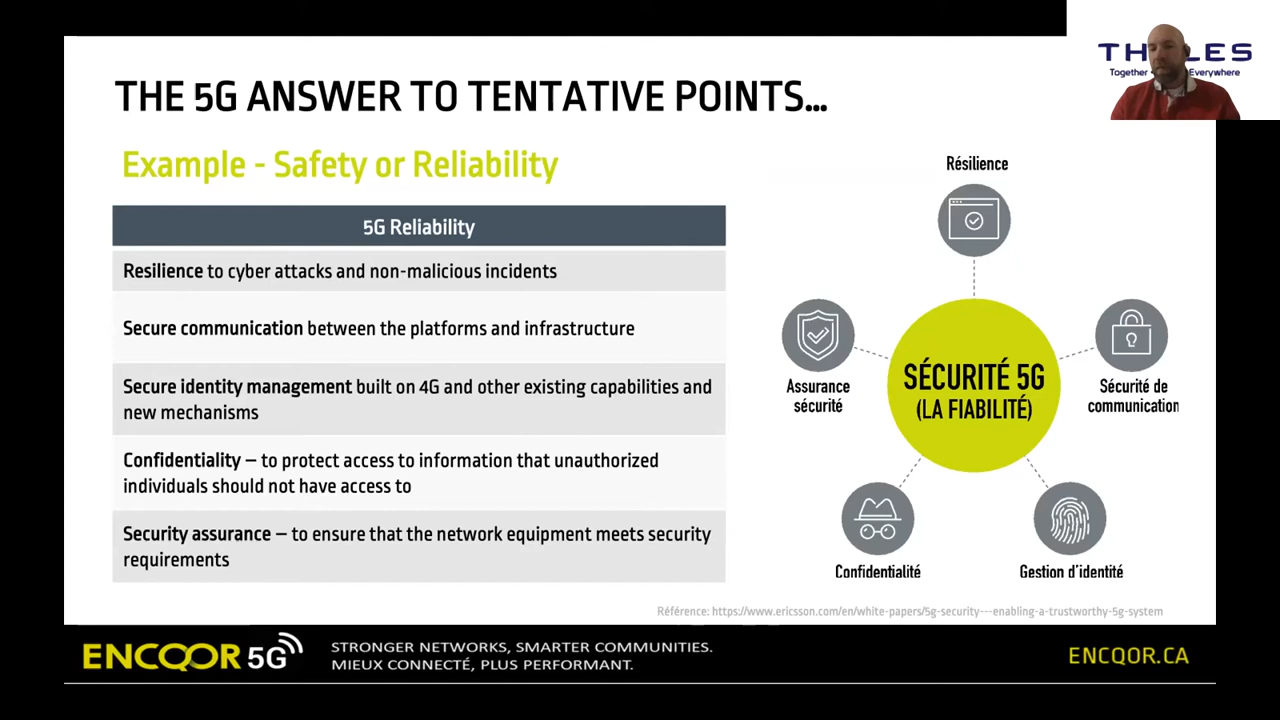 THE 5G ANSWER TO TENTATIVE POINTS...
Example - Safety or Reliability
5G Reliability
Resilience to cyber attacks and non-malicious incidents
Secure communication between the platforms and infrastructure
Secure identity management built on 4G and other existing capabilities and
new mechanisms
Confidentiality – to protect access to information that unauthorized
individuals should not have access to
Security assurance – to ensure that the network equipment meets security
requirements
Résilience
Assurance
sécurité
SÉCURITÉ 5G
(LA FIABILITÉ)
Sécurité de
communication
Confidentialité
Gestion d'identité
Référence: https://www.ericsson.com/en/white-papers/5g-security---enabling-a-trustworthy-5g-system
ENCQOR 5G
STRONGER NETWORKS, SMARTER COMMUNITIES.
MIEUX CONNECTÉ, PLUS PERFORMANT.
ENCQOR.CA
Together Everywhere